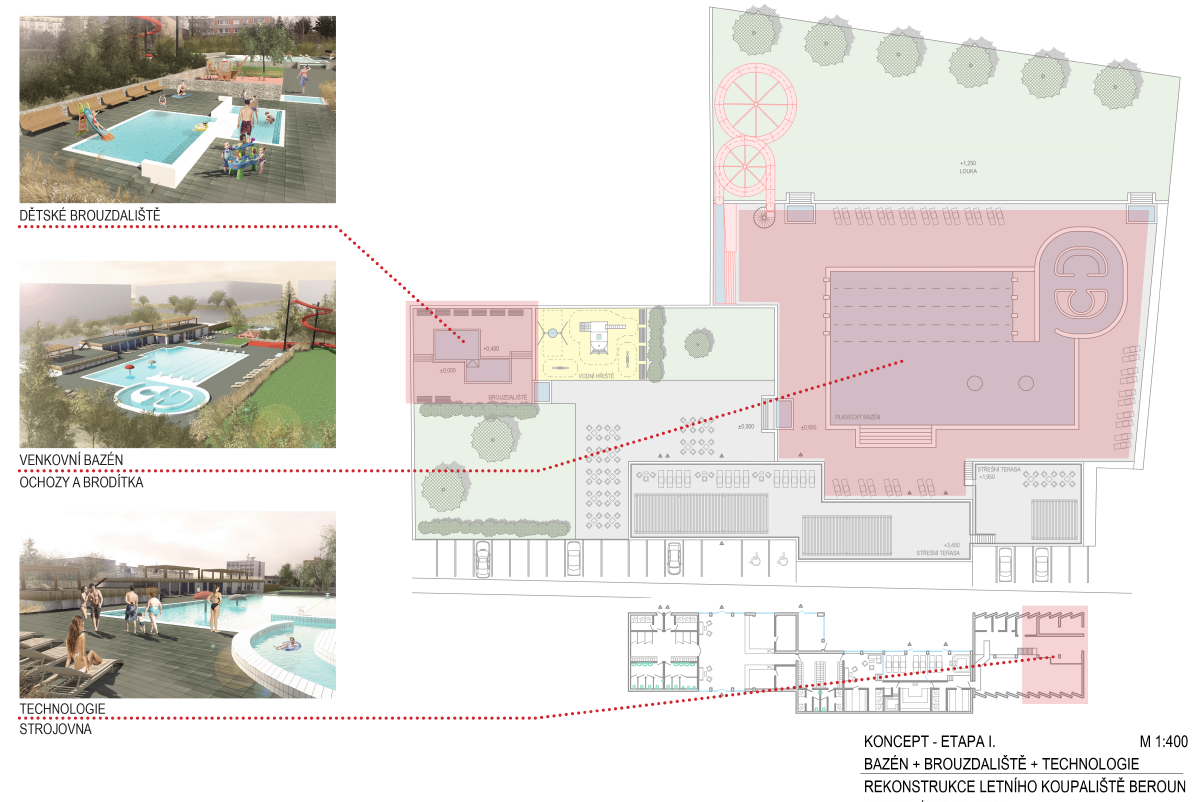 DĚTSKÉ BROUZDALIŠTĚ
VENKOVNÍ BAZÉN
OCHOZY A BRODÍTKA
TECHNOLOGIE
STROJOVNA
+1,250
LOUKA
+0,450
±0,000
VODNÍ HŘIŠTĚ
BROUZDALIŠTĚ
±0,000
±0,600
PLAVECKÝ BAZÉN
STŘEŠNÍ TERASA
+1,950
+3,450
STŘEŠNÍ TERASA
KONCEPT - ETAPA I. M 1:400
BAZÉN + BROUZDALIŠTĚ + TECHNOLOGIE
REKONSTRUKCE LETNÍHO KOUPALIŠTĚ BEROUN